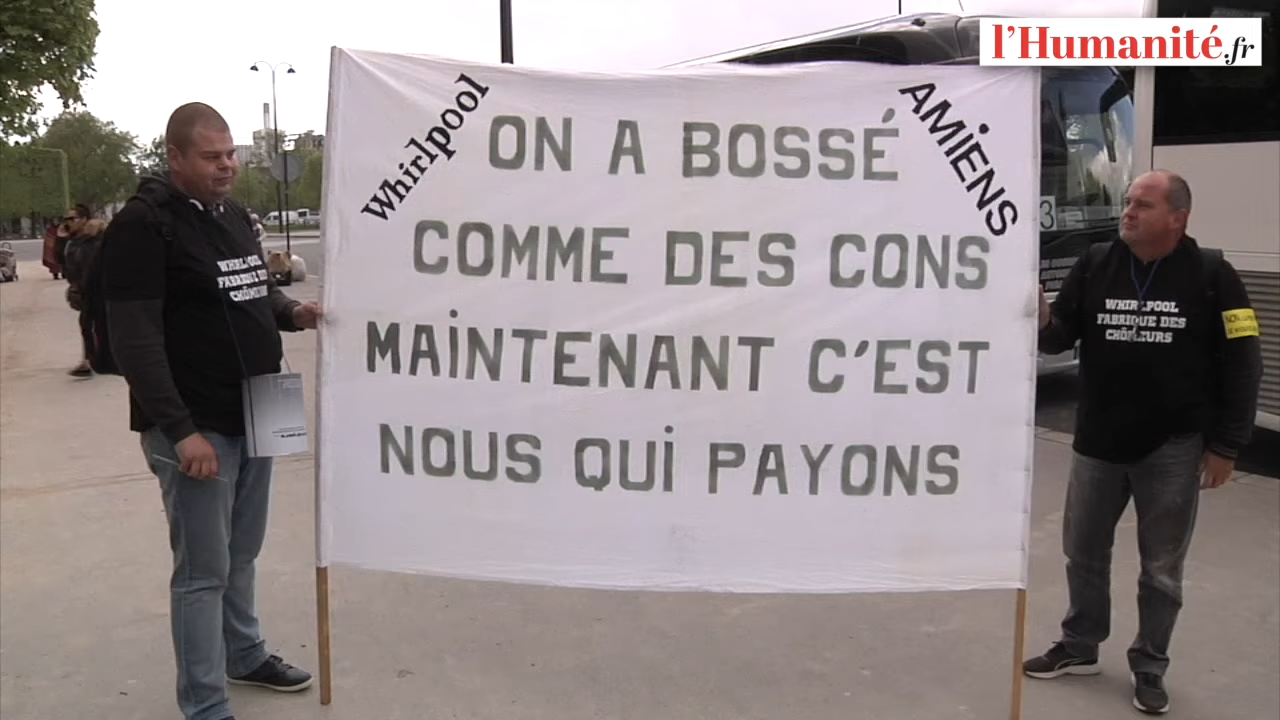 l'Humanité.fr
Whirlpool
AMiENS
ON A BOSSÉ
COMME DES CONS
MAiNTENANT C'EST
NOUS QUi PAYONS
WHIRLPOOL
FABRIQUE DES
CHÔMEURS
WHIRLPOOL
FABRIQUE DES
CHÔMEURS
3